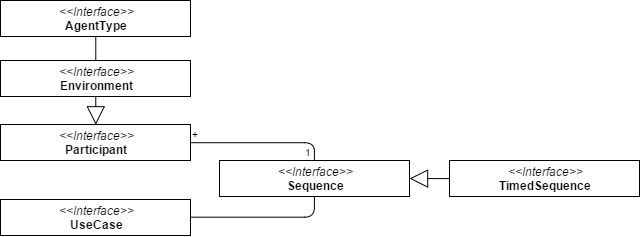 <<Interface>>
AgentType
<<Interface>>
Environment
<<Interface>>
Participant
+
1
<<Interface>>
Sequence
<<Interface>>
TimedSequence
<<Interface>>
UseCase